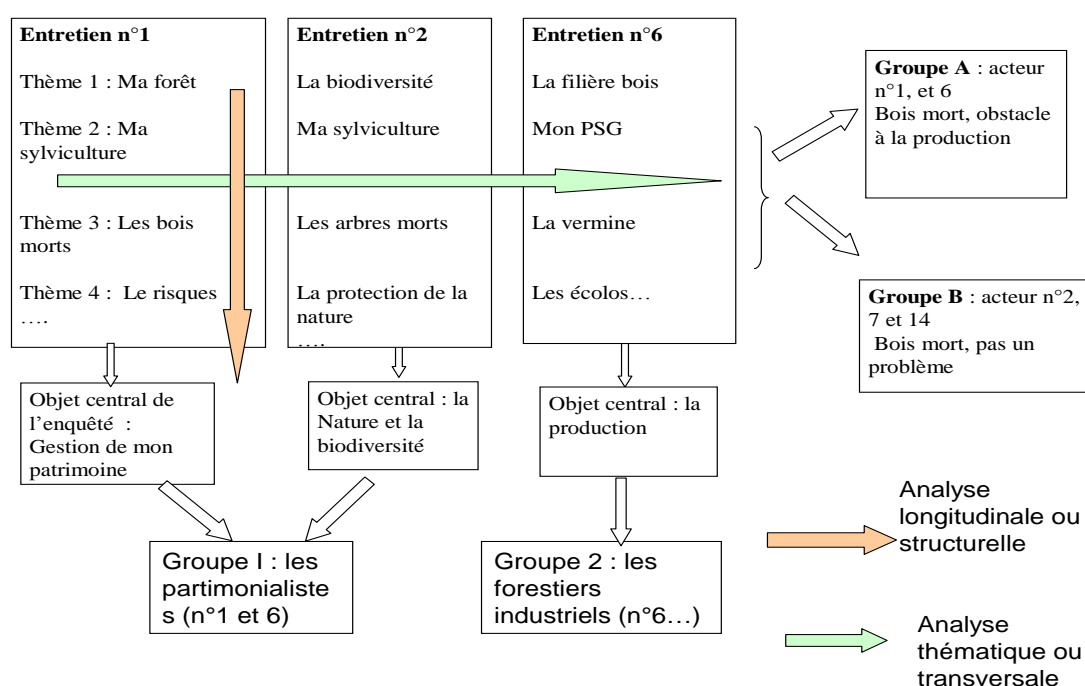 Entretien n°1
Thème 1 : Ma forêt
Thème 2 : Ma
sylviculture
Thème 3 : Les bois
morts
Thème 4 :  Le risques
….
Entretien n°2
La biodiversité
Ma sylviculture
Les arbres morts
La protection de la
nature
….
Entretien n°6
La filière bois
Mon PSG
La vermine
Les écolos…
Groupe A : acteur
n°1, et 6
Bois mort, obstacle
à la production
Groupe B : acteur n°2,
7 et 14
Bois mort, pas un
problème
Objet central de
l’enquêté :
Gestion de mon
patrimoine
Objet central : la
Nature et la
biodiversité
Objet central : la
production
Groupe I : les
partimonialiste
s (n°1 et 6)
Groupe 2 : les
forestiers
industriels (n°6…)
Analyse
longitudinale ou
structurelle
Analyse
thématique ou
transversale